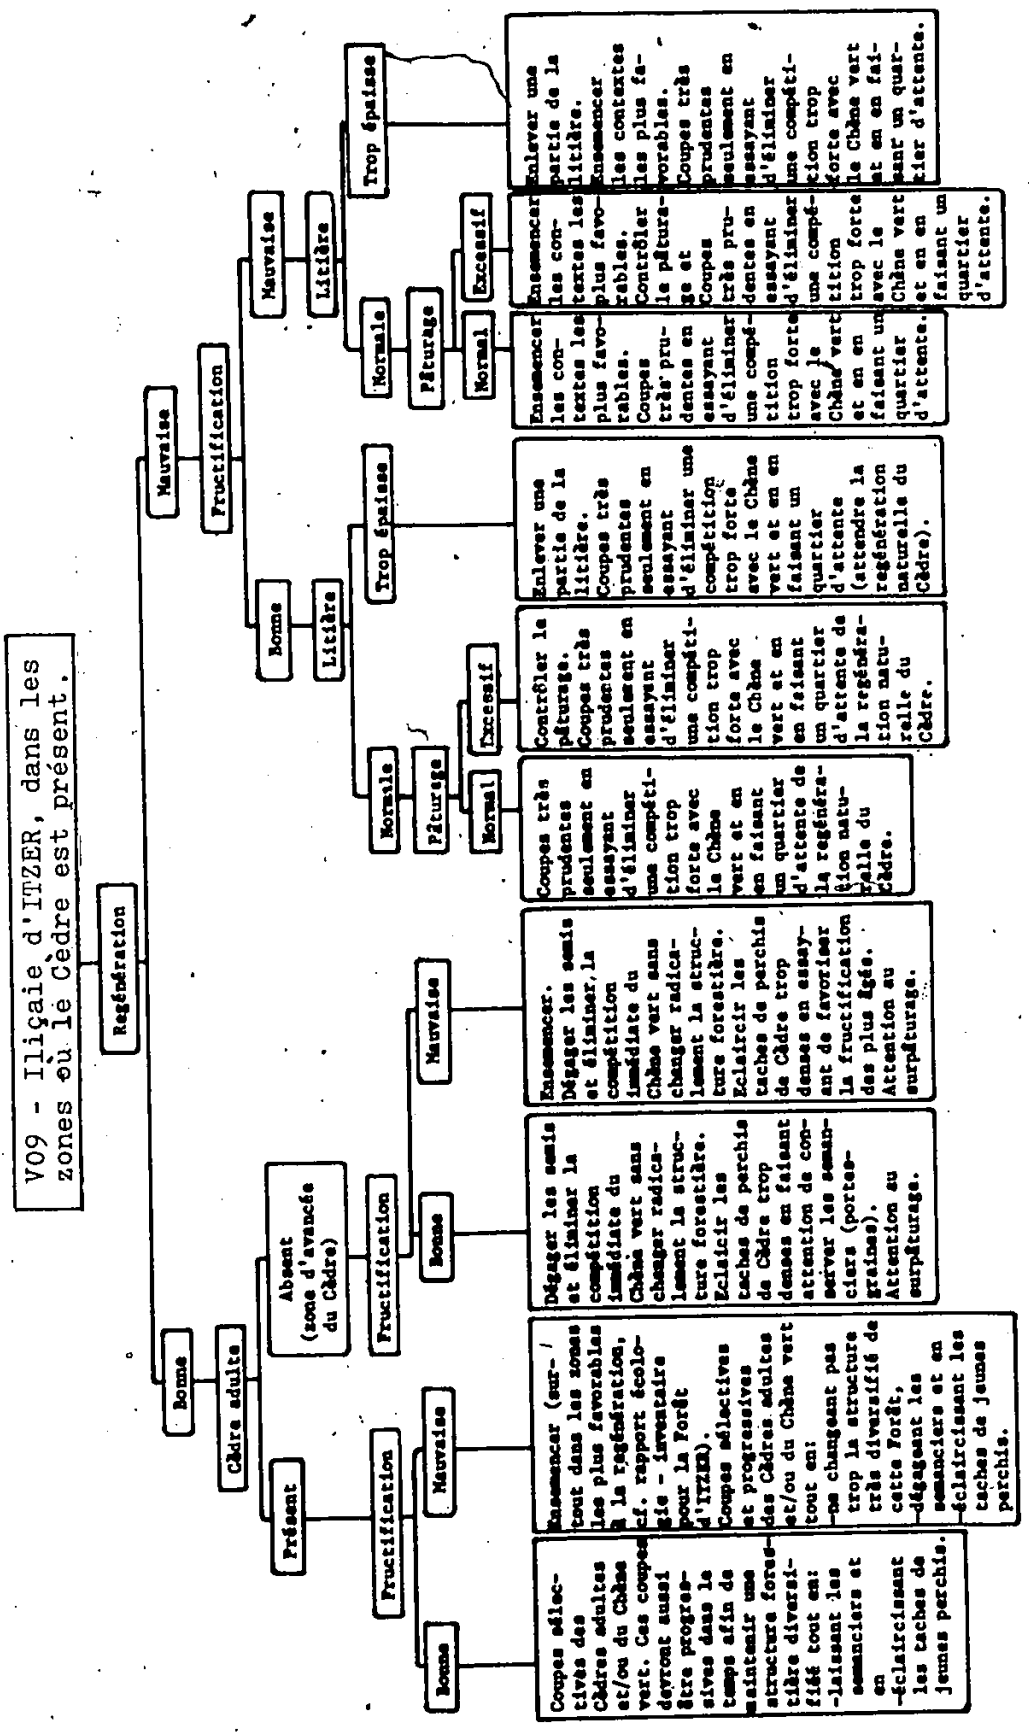 V09 - Iliçaie d'ITZER, dans les
zones où le Cèdre est présent.
Regénération
Bonne
Mauvaise
Cèdre adulte
Fructification
Présent
Absent
(zone d'avancée
du Cèdre)
Bonne
Mauvaise
Fructification
Fructification
Litière
Litière
Bonne
Mauvaise
Bonne
Mauvaise
Normale
Trop épaisse
Normale
Trop épaisse
Pâturage
Pâturage
Normal
Excessif
Normal
Excessif
Coupes sélec-
tives des
Cèdres adultes
et/ou du Chêne
vert. Ces coupes
devront aussi
être progres-
sives dans le
temps afin de
maintenir une
structure fores-
tière diversi-
fiée tout en:
-laissant les
semanciers et
en
-éclaircissant
les taches de
jeunes perchis.
Ensemencer (sur-
tout dans les zones
les plus favorables
à la regénération,
cf. rapport écolo-
gie - inventaire
pour la Forêt
d'ITZER).
Coupes sélectives
et progressives
des Cèdres adultes
et/ou du Chêne vert
tout en:
-ne changeant pas
trop la structure
très diversifié de
cette Forêt,
-dégageant les
semanciers et en
-éclaircissant les
taches de jeunes
perchis.
Dégager les semis
et éliminer la
compétition
immédiate du
Chêne vert sans
changer radica-
lement la struc-
ture forestière.
Eclaicir les
taches de perchis
de Cèdre trop
denses en faisant
attention de con-
server les seman-
ciers (portes-
graines).
Attention au
surpâturage.
Ensemencer.
Dégager les semis
et éliminer, la
compétition
immédiate du
Chêne vert sans
changer radica-
lement la struc-
ture forestière.
Eclaircir les
taches de perchis
de Cèdre trop
denses en essay-
ant de favoriser
la fructification
des plus âgés.
Attention au
surpâturage.
Coupes très
prudentes
seulement en
essayant
d'éliminer
une compéti-
tion trop
forte avec
le Chêne
vert et en
en faisant
un quartier
d'attente de
la regénéra-
tion natu-
relle du
Cèdre.
Contrôler le
pâturage.
Coupes très
prudentes
seulement en
essayant
d'éliminer
une compéti-
tion trop
forte avec
le Chêne
vert et en
en faisant
un quartier
d'attente de
la regénéra-
tion natu-
relle du
Cèdre.
Enlever une
partie de la
litière.
Coupes très
prudentes
seulement en
essayant
d'éliminer une
compétition
trop forte
avec le Chêne
vert et en en
faisant un
quartier
d'attente
(attendre la
regénération
naturelle du
Cèdre).
Ensemencer
les con-
textes les
plus favo-
rables.
Coupes
très pru-
dentes en
essayant
d'éliminer
une compé-
tition
trop forte
avec le
Chêne vert
et en en
faisant un
quartier
d'attente.
Ensemencer
les con-
textes les
plus favo-
rables.
Contrôler
le pâtura-
ge et
Coupes
très pru-
dentes en
essayant
d'éliminer
une compé-
tition
trop forte
avec le
Chêne vert
et en en
faisant un
quartier
d'attente.
Enlever une
partie de la
litière.
Ensemencer
les contextes
les plus fa-
vorables.
Coupes très
prudentes
seulement en
essayant
d'éliminer
une compéti-
tion trop
forte avec
le Chêne vert
et en en fai-
sant un quar-
tier d'attente.